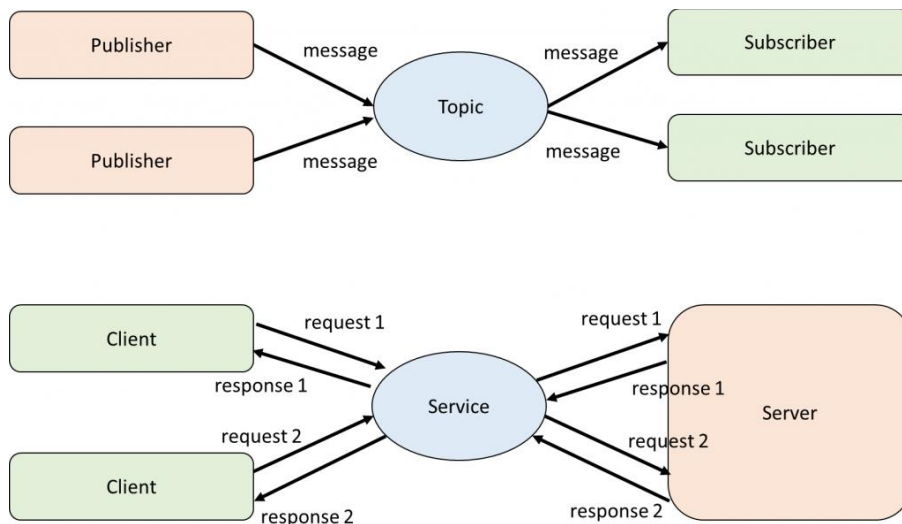 Publisher
message
message
Subscriber
Topic
Publisher
message
message
Subscriber
Client
request 1
response 1
request 1
response 1
Service
Server
request 2
request 2
Client
response 2
response 2